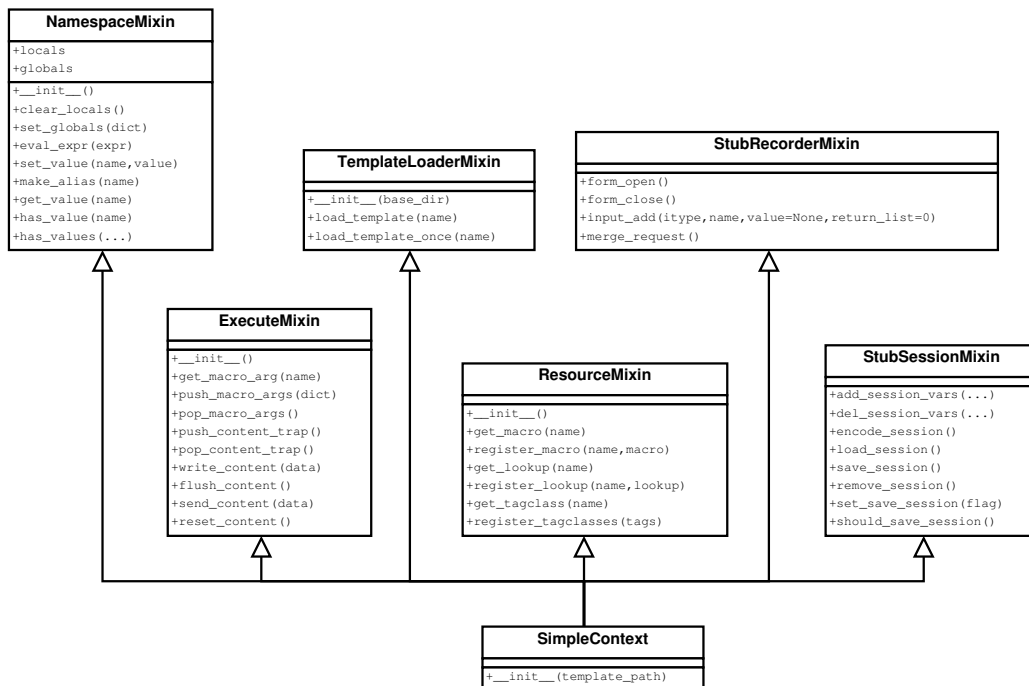 NamespaceMixin
+locals
+globals
+__init__()
+clear_locals()
+set_globals(dict)
+eval_expr(expr)
+set_value(name,value)
+make_alias(name)
+get_value(name)
+has_value(name)
+has_values(...)
TemplateLoaderMixin
+__init__(base_dir)
+load_template(name)
+load_template_once(name)
StubRecorderMixin
+form_open()
+form_close()
+input_add(itype,name,value=None,return_list=0)
+merge_request()
ExecuteMixin
+__init__()
+get_macro_arg(name)
+push_macro_args(dict)
+pop_macro_args()
+push_content_trap()
+pop_content_trap()
+write_content(data)
+flush_content()
+send_content(data)
+reset_content()
ResourceMixin
+__init__()
+get_macro(name)
+register_macro(name,macro)
+get_lookup(name)
+register_lookup(name,lookup)
+get_tagclass(name)
+register_tagclasses(tags)
StubSessionMixin
+add_session_vars(...)
+del_session_vars(...)
+encode_session()
+load_session()
+save_session()
+remove_session()
+set_save_session(flag)
+should_save_session()
SimpleContext
+__init__(template_path)